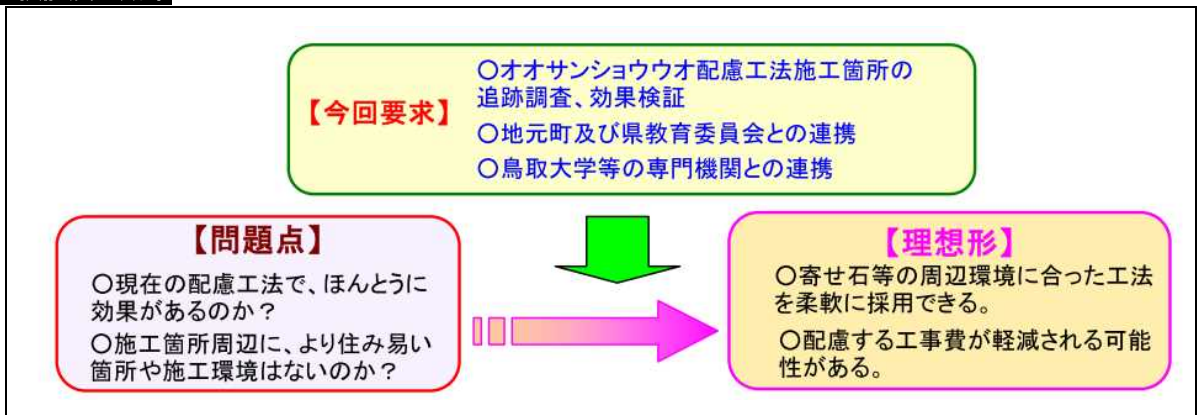 【今回要求】
〇オオサンショウウオ配慮工法施工箇所の
追跡調査、効果検証
〇地元町及び県教育委員会との連携
〇鳥取大学等の専門機関との連携
【問題点】
〇現在の配慮工法で、ほんとうに
効果があるのか？
〇施工箇所周辺に、より住み易い
箇所や施工環境はないのか？
【理想形】
〇寄せ石等の周辺環境に合った工法
を柔軟に採用できる。
〇配慮する工事費が軽減される可能
性がある。